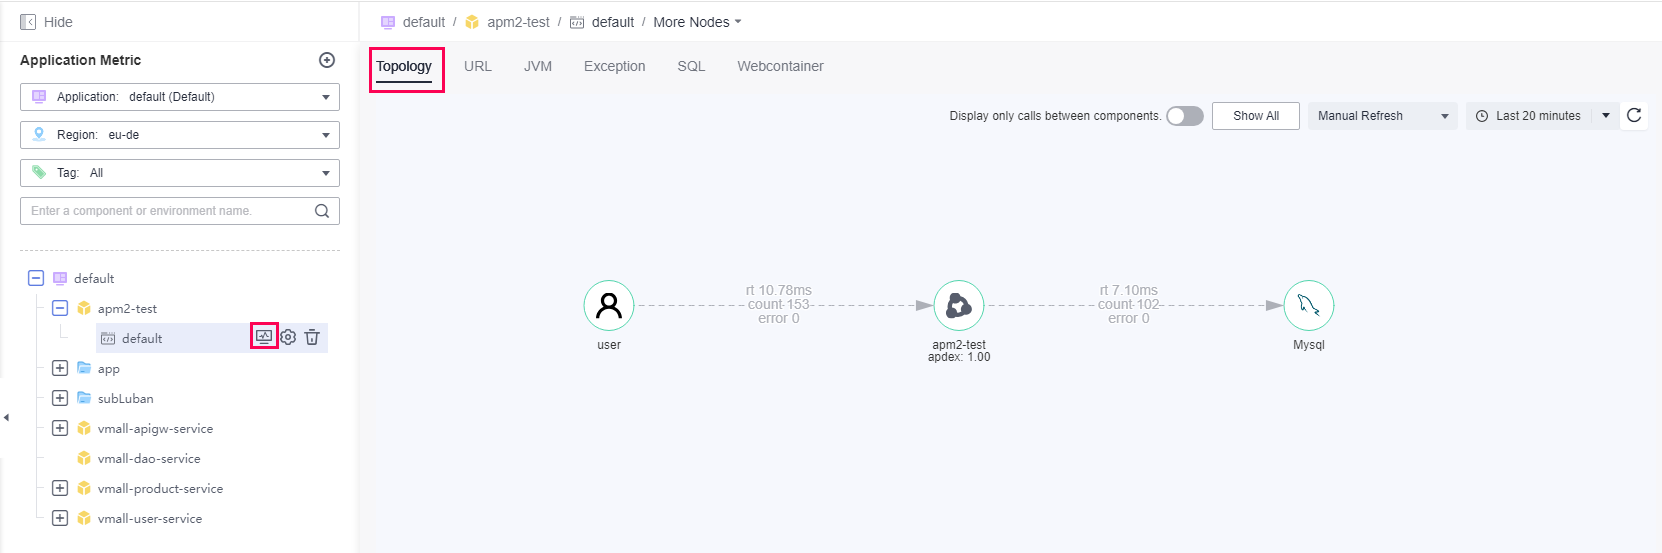 Hide
default / apm2-test / default / More Nodes
Application Metric
Application: default (Default)
Region: eu-de
Tag: All
Enter a component or environment name.
default
apm2-test
default
app
subLuban
vmall-apigw-service
vmall-dao-service
vmall-product-service
vmall-user-service
Topology URL JVM Exception SQL Webcontainer
Display only calls between components. Show All Manual Refresh Last 20 minutes
user
rt 10.78ms
count 153
error 0
apm2-test
apdex: 1.00
rt 7.10ms
count 102
error 0
Mysql